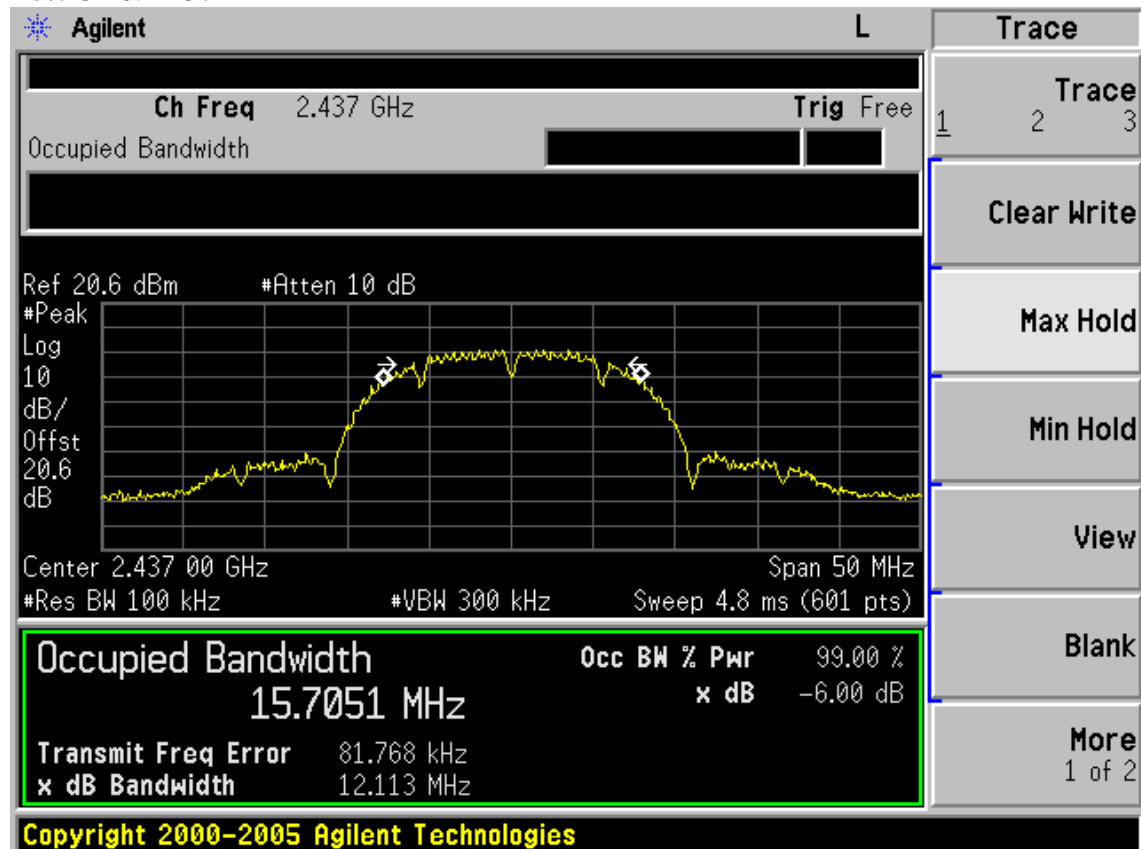 Agilent L Trace
Ch Freq 2.437 GHz Trig Free
Occupied Bandwidth
Trace
1 2 3
Clear Write
Ref 20.6 dBm #Atten 10 dB
#Peak
Log
10
dB/
Offst
20.6
dB
Max Hold
Min Hold
View
Center 2.437 00 GHz Span 50 MHz
#Res BW 100 kHz #VBW 300 kHz Sweep 4.8 ms (601 pts)
Blank
Occupied Bandwidth Occ BW % Pwr 99.00 %
15.7051 MHz x dB -6.00 dB
Transmit Freq Error 81.768 kHz
x dB Bandwidth 12.113 MHz
More
1 of 2
Copyright 2000-2005 Agilent Technologies